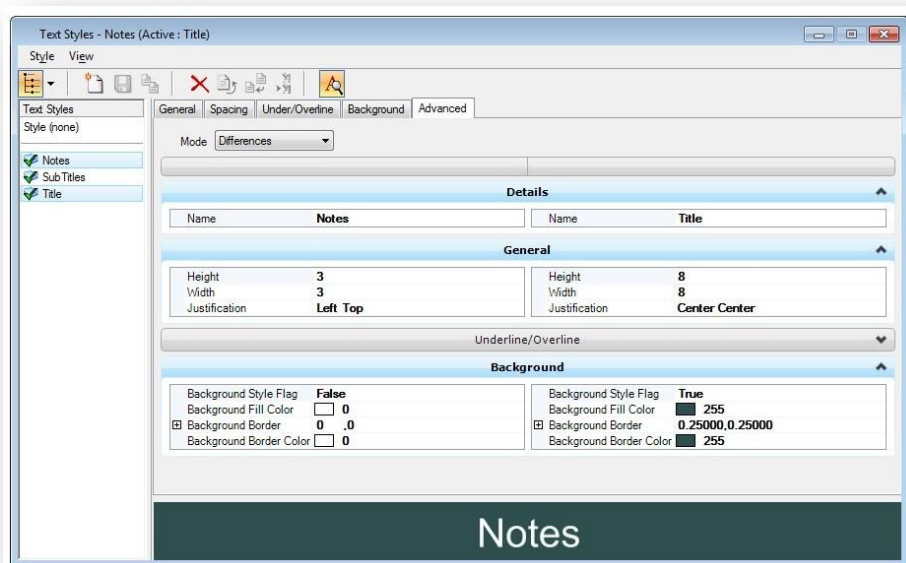 Text Styles - Notes (Active : Title)
Style View
Text Styles
Style (none)
Notes
SubTitles
Title
General Spacing Under/Overline Background Advanced
Mode Differences
Details
Name Notes Name Title
General
Height 3 Height 8
Width 3 Width 8
Justification Left Top Justification Center Center
Underline/Overline
Background
Background Style Flag False Background Style Flag True
Background Fill Color 0 Background Fill Color 255
Background Border 0 ,0 Background Border 0.25000,0.25000
Background Border Color 0 Background Border Color 255
Notes